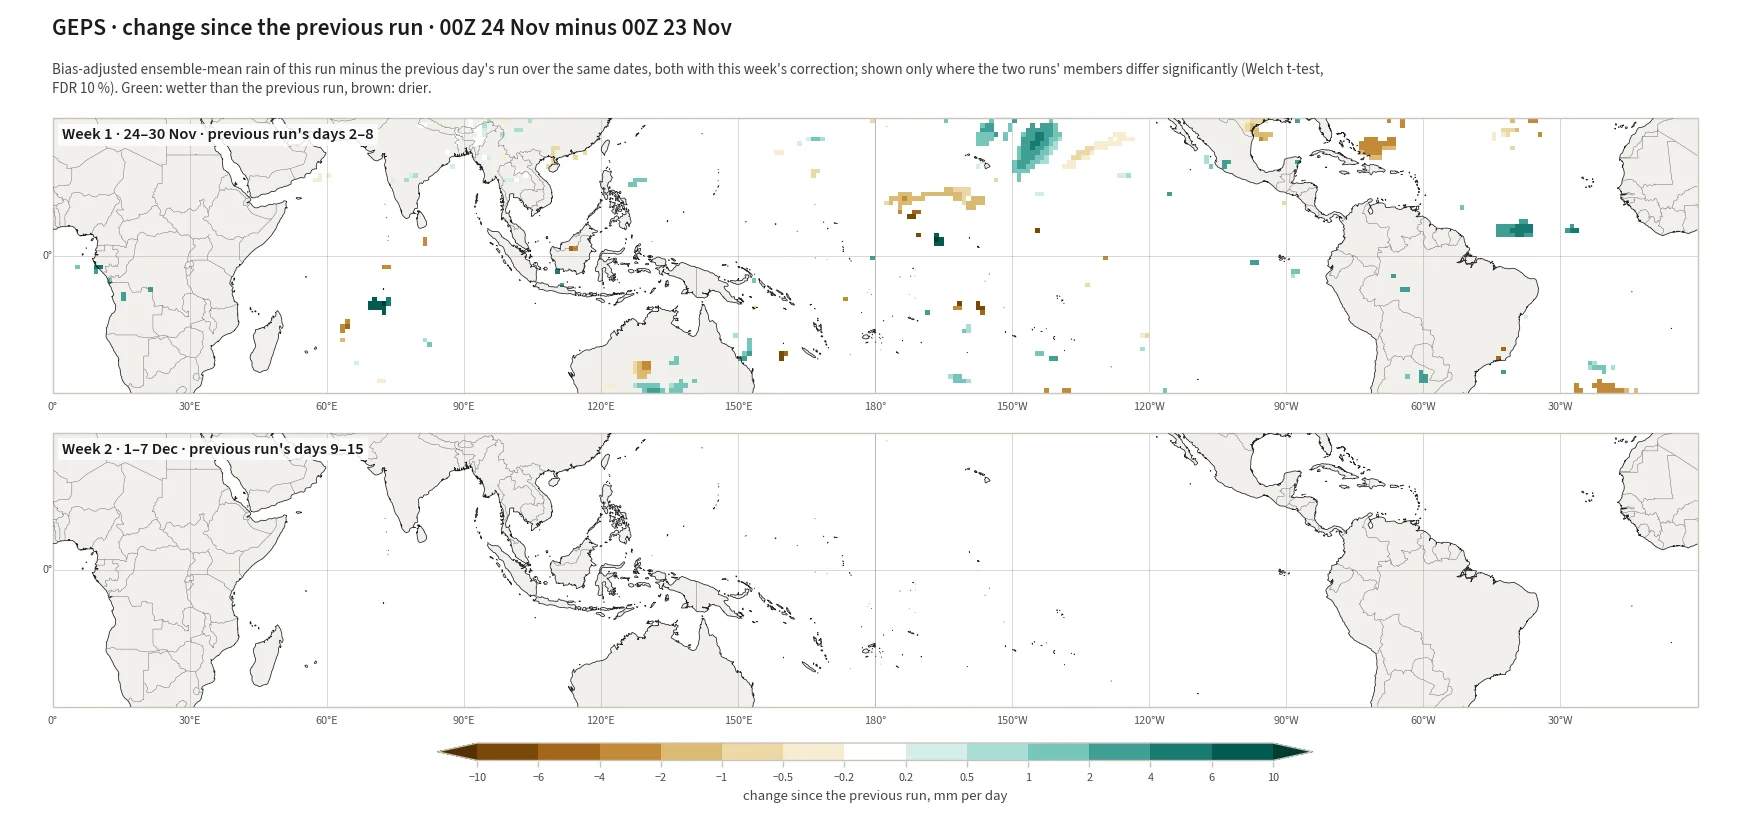 GEPS · change since the previous run · 00Z 24 Nov minus 00Z 23 Nov
Bias-adjusted ensemble-mean rain of this run minus the previous day's run over the same dates, both with this week's correction; shown only where the two runs' members differ significantly (Welch t-test,
FDR 10 %). Green: wetter than the previous run, brown: drier.
Week 1 · 24–30 Nov · previous run's days 2–8
0°
0° 30°E 60°E 90°E 120°E 150°E 180° 150°W 120°W 90°W 60°W 30°W
Week 2 · 1–7 Dec · previous run's days 9–15
0°
0° 30°E 60°E 90°E 120°E 150°E 180° 150°W 120°W 90°W 60°W 30°W
−10 −6 −4 −2 −1 −0.5 −0.2 0.2 0.5 1 2 4 6 10
change since the previous run, mm per day